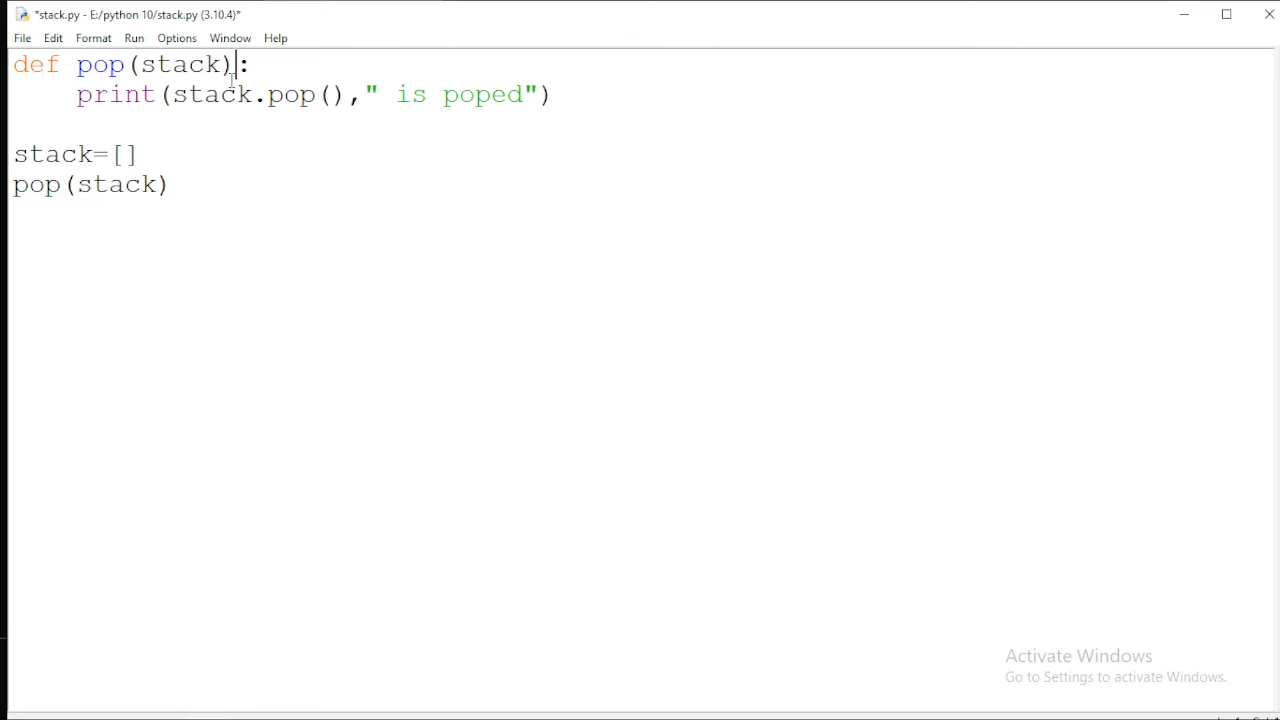 *stack.py - E:/python 10/stack.py (3.10.4)*
File Edit Format Run Options Window Help
def pop(stack):
    print(stack.pop()," is poped")
stack=[]
pop(stack)
Activate Windows
Go to Settings to activate Windows.